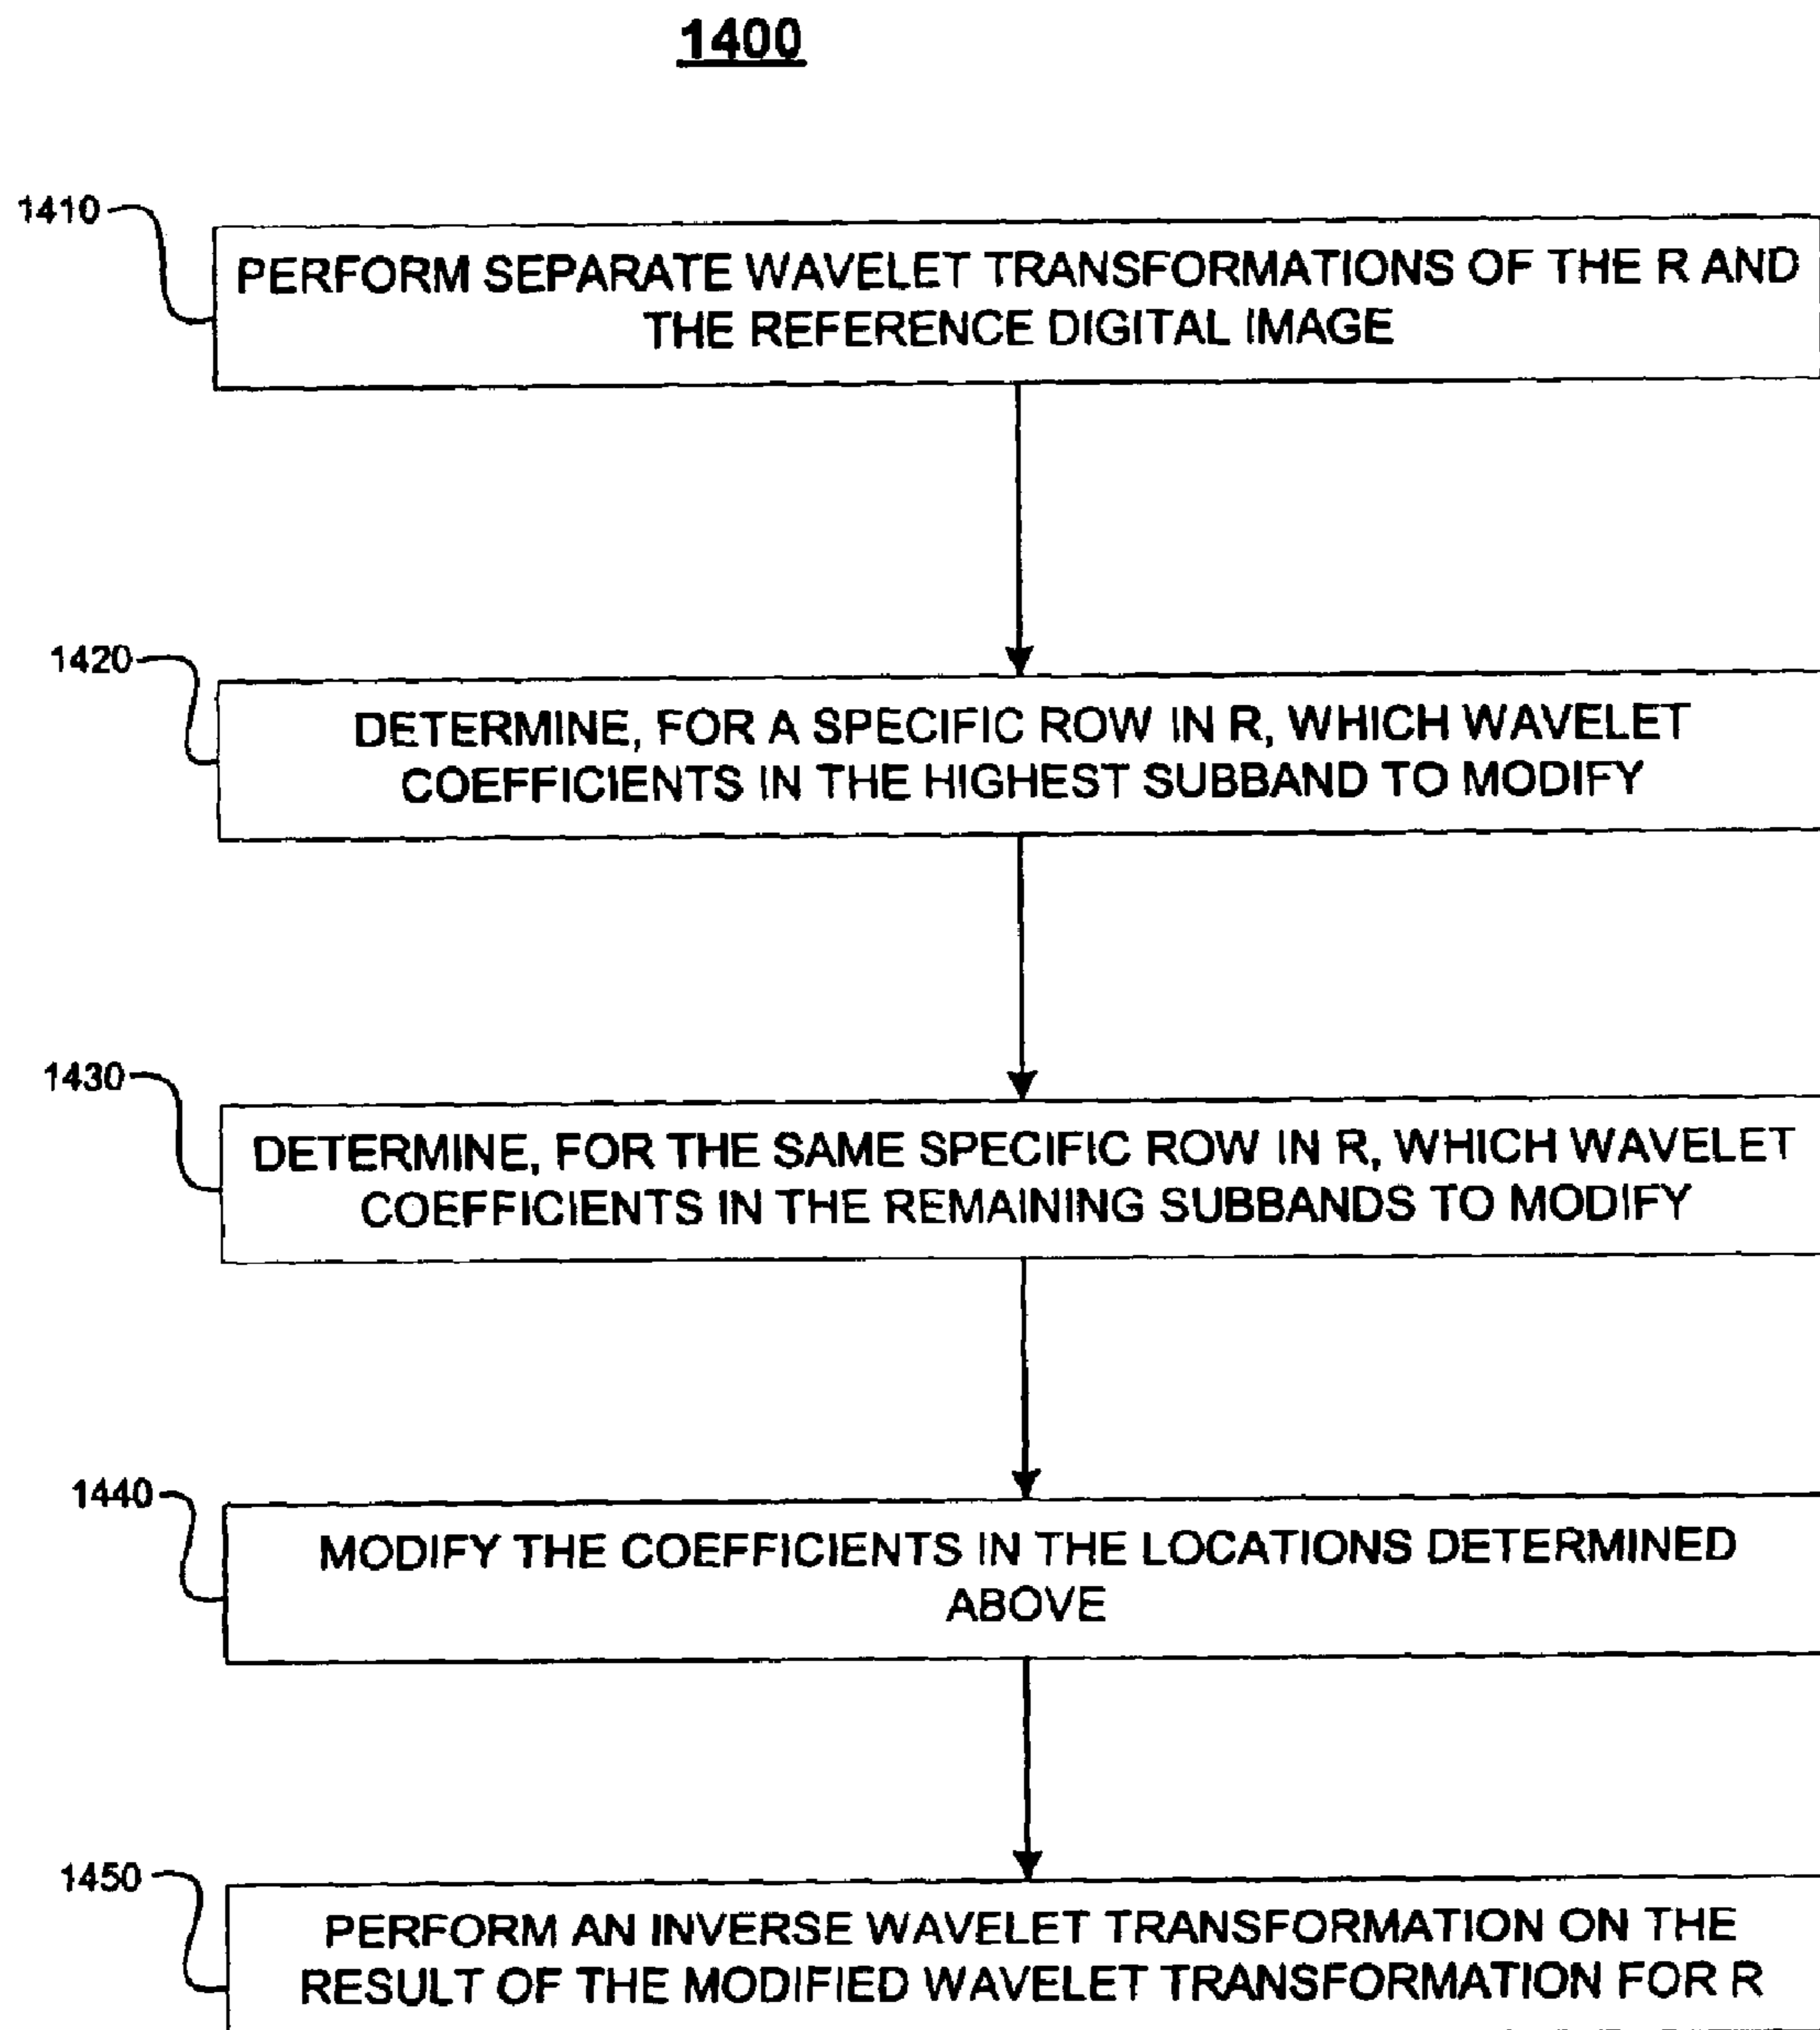 1400
1410
PERFORM SEPARATE WAVELET TRANSFORMATIONS OF THE R AND
THE REFERENCE DIGITAL IMAGE
1420
DETERMINE, FOR A SPECIFIC ROW IN R, WHICH WAVELET
COEFFICIENTS IN THE HIGHEST SUBBAND TO MODIFY
1430
DETERMINE, FOR THE SAME SPECIFIC ROW IN R, WHICH WAVELET
COEFFICIENTS IN THE REMAINING SUBBANDS TO MODIFY
1440
MODIFY THE COEFFICIENTS IN THE LOCATIONS DETERMINED
ABOVE
1450
PERFORM AN INVERSE WAVELET TRANSFORMATION ON THE
RESULT OF THE MODIFIED WAVELET TRANSFORMATION FOR R